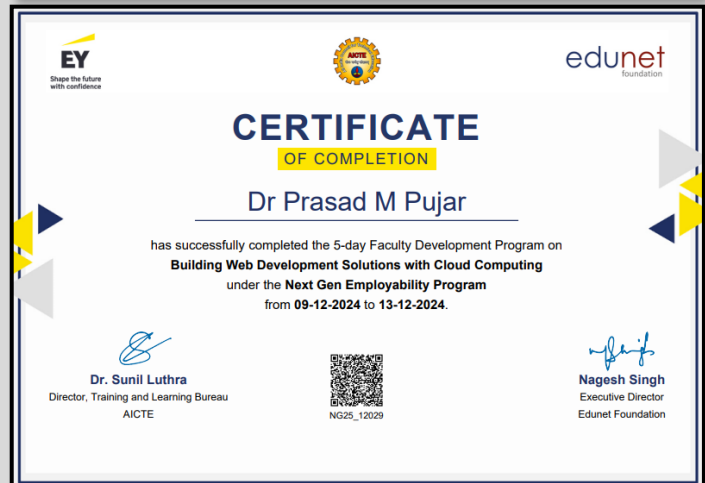 EY
Shape the future
with confidence
AICTE
edunet
foundation
CERTIFICATE
OF COMPLETION
Dr Prasad M Pujar
has successfully completed the 5-day Faculty Development Program on
Building Web Development Solutions with Cloud Computing
under the Next Gen Employability Program
from 09-12-2024 to 13-12-2024.
Dr. Sunil Luthra
Director, Training and Learning Bureau
AICTE
NG25_12029
Nagesh Singh
Executive Director
Edunet Foundation